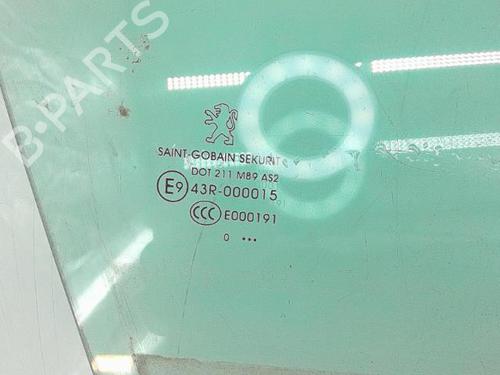 B-PARTS
SAINT-GOBAIN SEKURIT
DOT 211 M89 AS2
E9 43R-000015
CCC E000191
0 •••